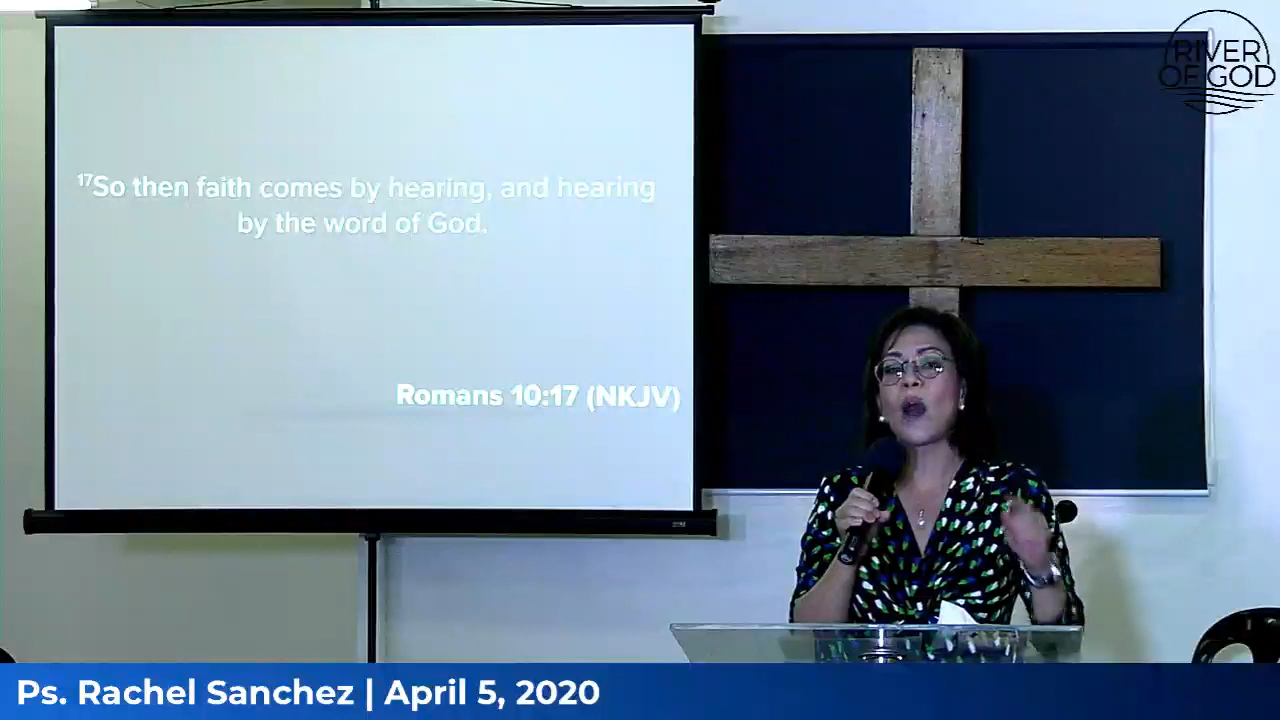 RIVER
OF GOD
17So then faith comes by hearing, and hearing
by the word of God.
Romans 10:17 (NKJV)
Ps. Rachel Sanchez | April 5, 2020